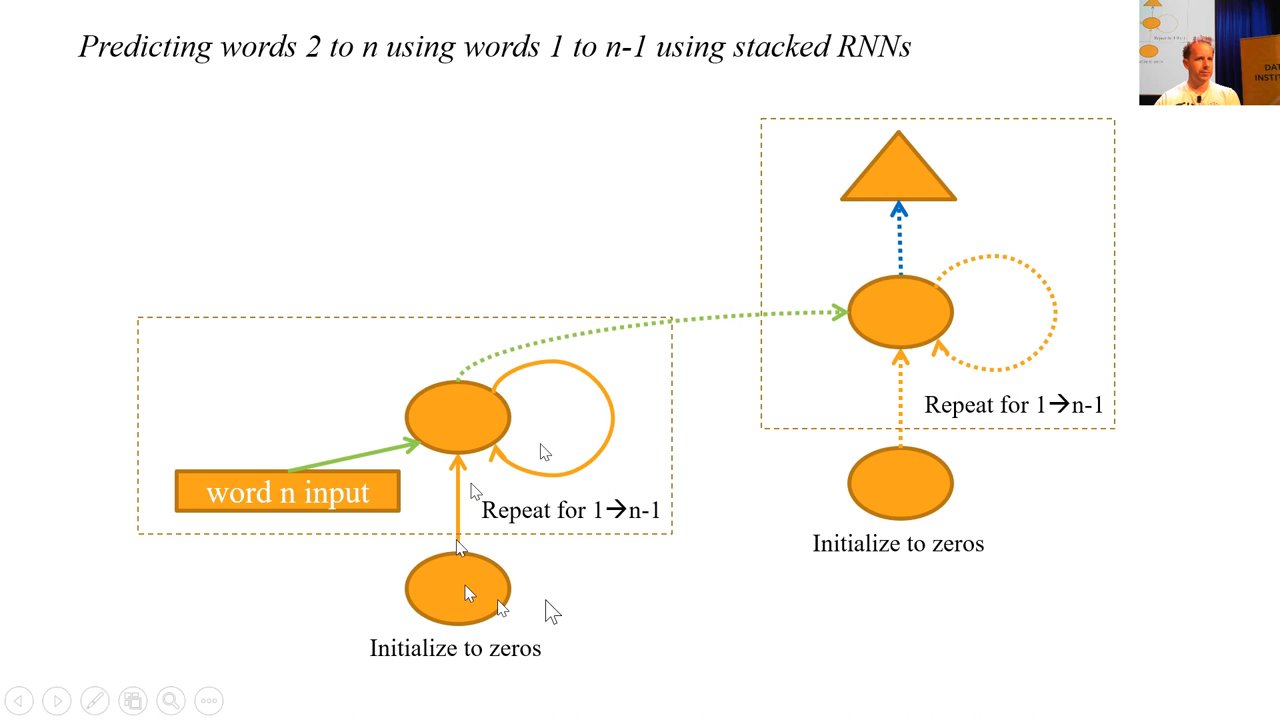 Predicting words 2 to n using words 1 to n-1 using stacked RNNs
Repeat for 1→n-1
word n input
Repeat for 1→n-1
Initialize to zeros
Initialize to zeros